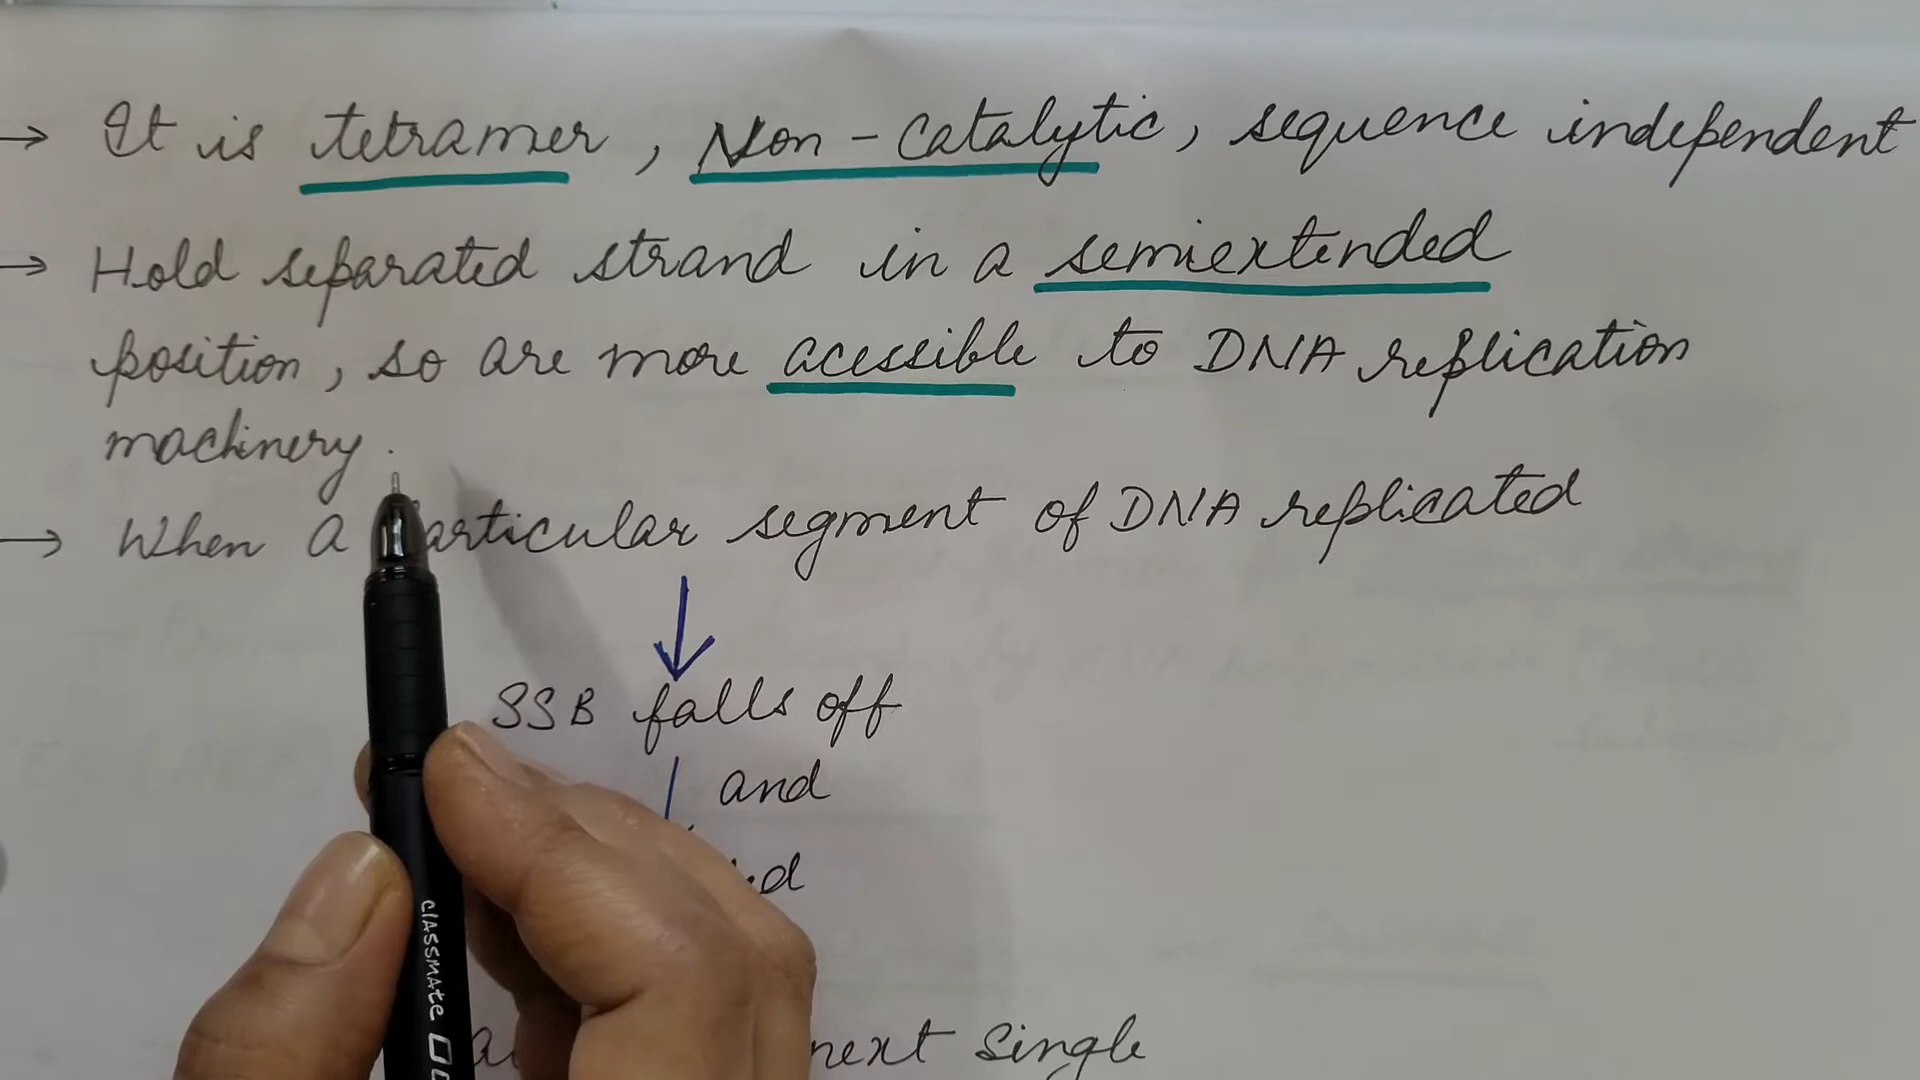 → It is tetramer, Non-Catalytic, sequence independent
→ Hold separated strand in a semiextended
position, so are more acessible to DNA replication
machinery.
→ When a particular segment of DNA replicated
SSB falls off
and
next single
CLASSMATE